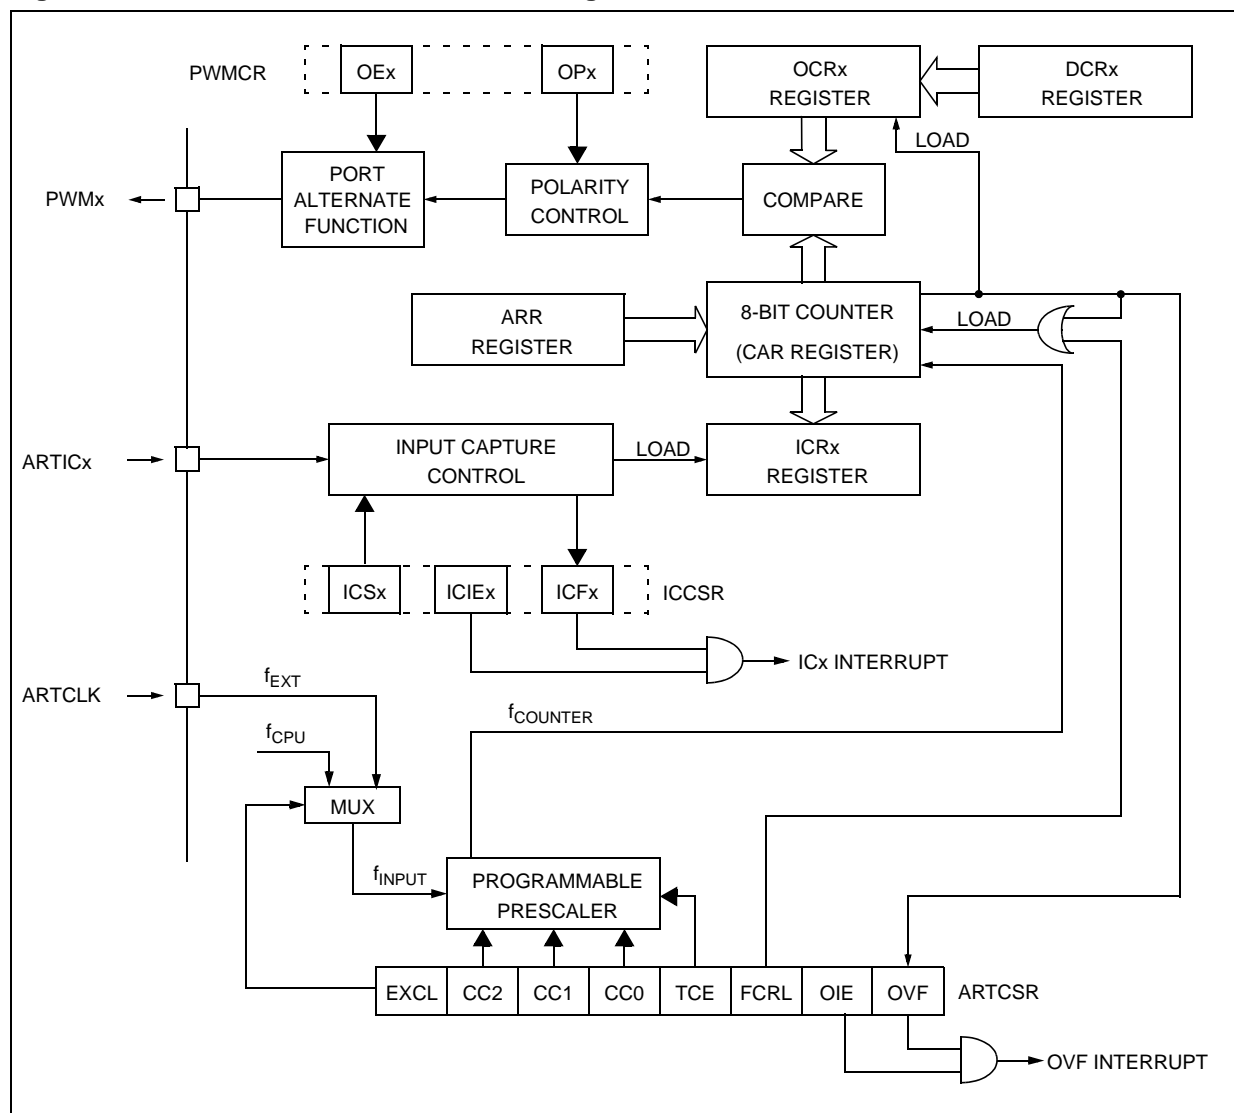 PWMCR
OEx
OPx
OCRx
REGISTER
DCRx
REGISTER
LOAD
PWMx
PORT
ALTERNATE
FUNCTION
POLARITY
CONTROL
COMPARE
ARR
REGISTER
8-BIT COUNTER
(CAR REGISTER)
LOAD
ARTICx
INPUT CAPTURE
CONTROL
LOAD
ICRx
REGISTER
ICSx
ICIEx
ICFx
ICCSR
ICx INTERRUPT
ARTCLK
fEXT
fCPU
fCOUNTER
MUX
fINPUT
PROGRAMMABLE
PRESCALER
EXCL
CC2
CC1
CC0
TCE
FCRL
OIE
OVF
ARTCSR
OVF INTERRUPT